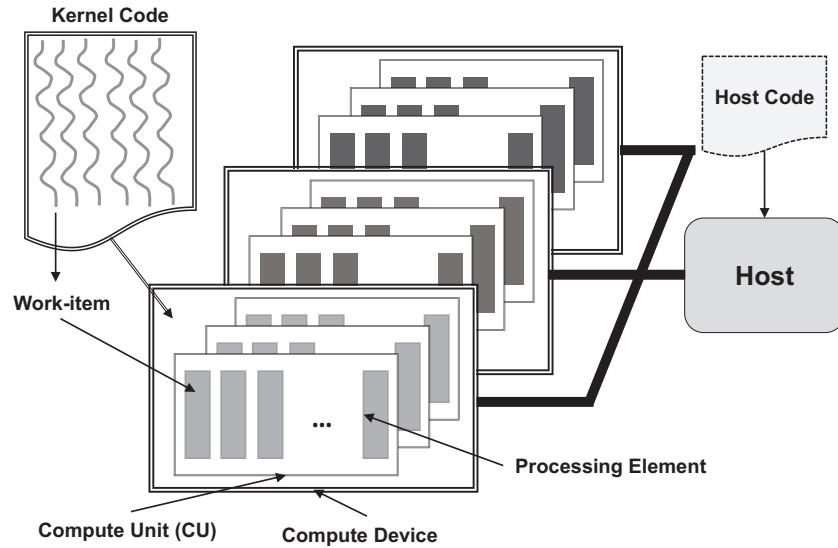 Kernel Code
Host Code
Host
Work-item
...
Processing Element
Compute Unit (CU)
Compute Device